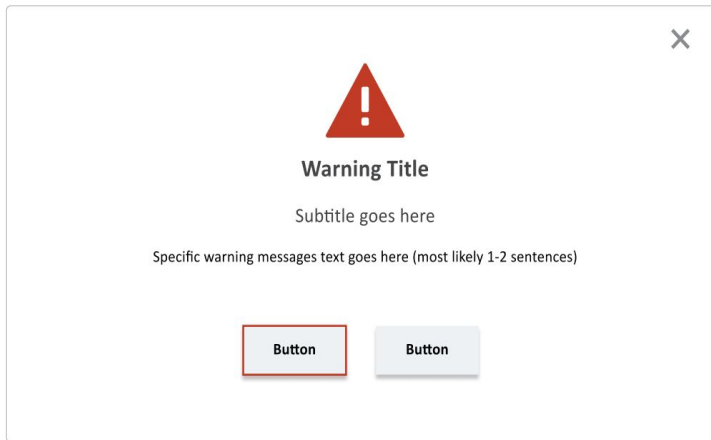 Warning Title
Subtitle goes here
Specific warning messages text goes here (most likely 1-2 sentences)
Button Button